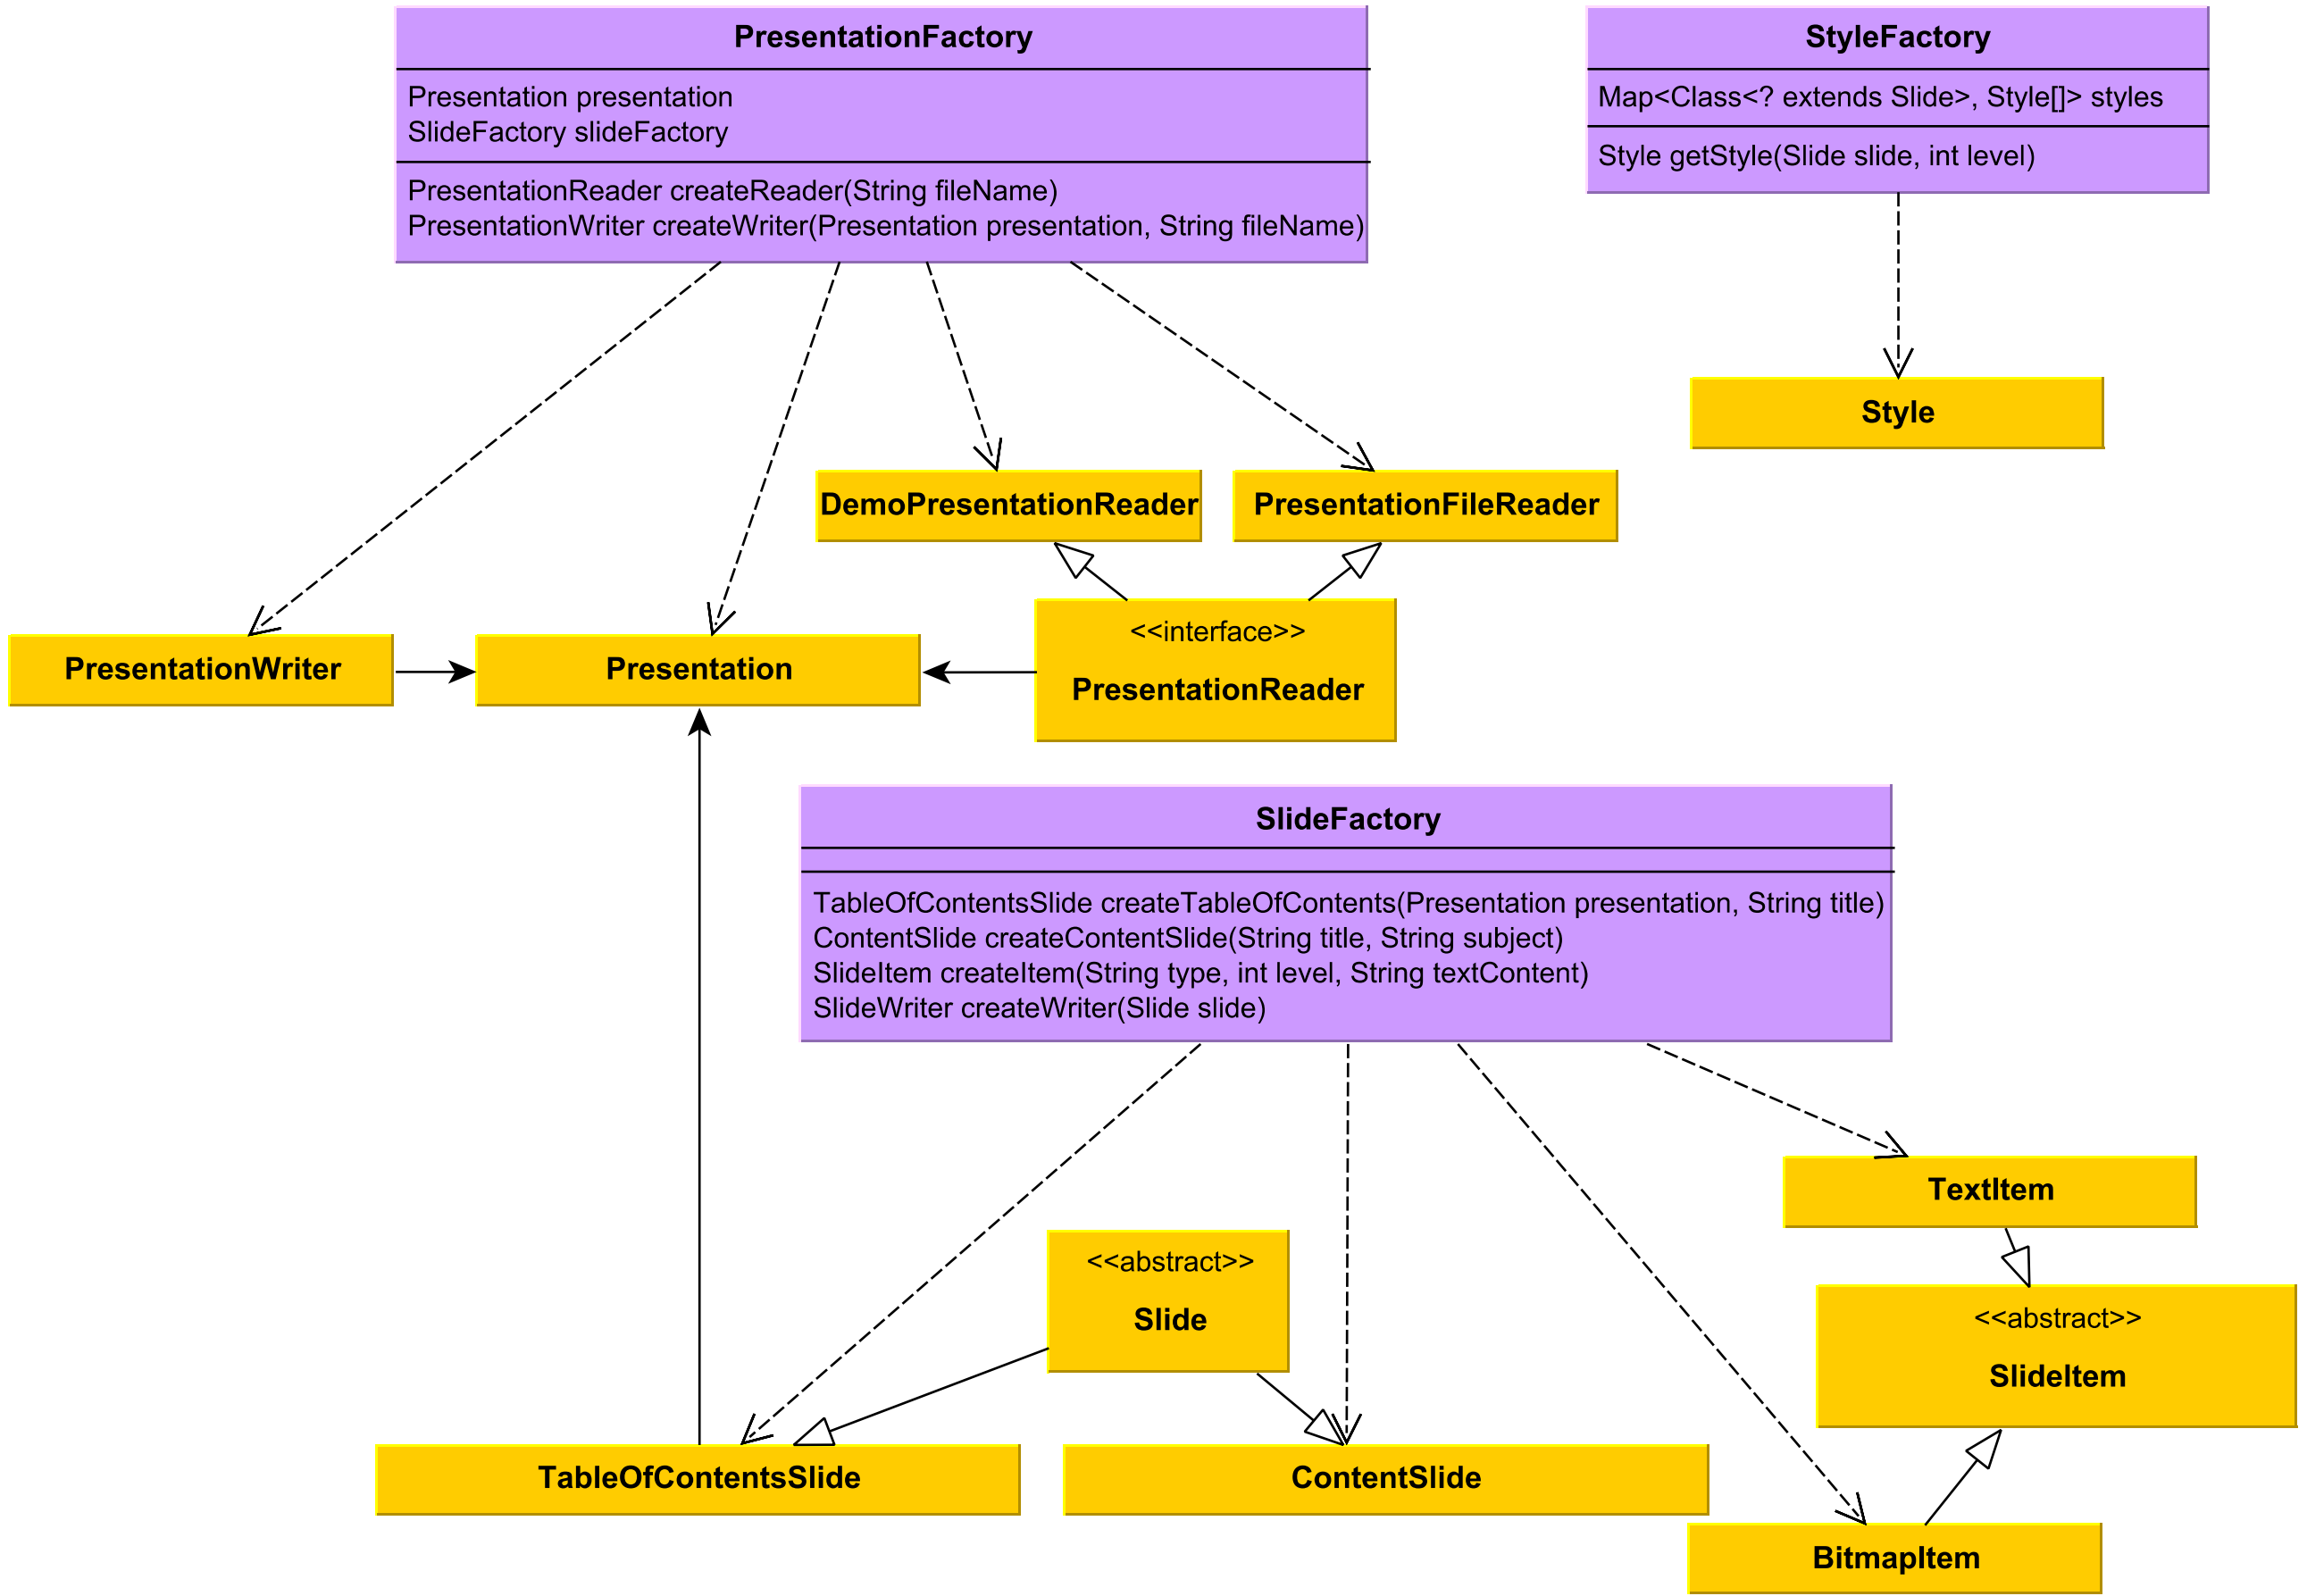 PresentationFactory
Presentation presentation
SlideFactory slideFactory
PresentationReader createReader(String fileName)
PresentationWriter createWriter(Presentation presentation, String fileName)
StyleFactory
Map<Class<? extends Slide>, Style[]> styles
Style getStyle(Slide slide, int level)
Style
DemoPresentationReader
PresentationFileReader
PresentationWriter
Presentation
<<interface>>
PresentationReader
SlideFactory
TableOfContentsSlide createTableOfContents(Presentation presentation, String title)
ContentSlide createContentSlide(String title, String subject)
SlideItem createItem(String type, int level, String textContent)
SlideWriter createWriter(Slide slide)
TextItem
<<abstract>>
Slide
<<abstract>>
SlideItem
TableOfContentsSlide
ContentSlide
BitmapItem